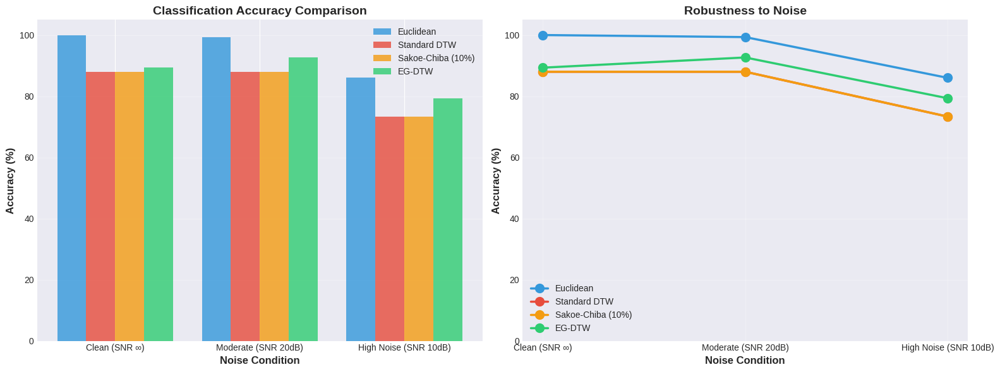 Classification Accuracy Comparison
Accuracy (%)
100
80
60
40
20
0
Euclidean
Standard DTW
Sakoe-Chiba (10%)
EG-DTW
Clean (SNR ∞)
Moderate (SNR 20dB)
High Noise (SNR 10dB)
Noise Condition
Robustness to Noise
Accuracy (%)
100
80
60
40
20
0
Euclidean
Standard DTW
Sakoe-Chiba (10%)
EG-DTW
Clean (SNR ∞)
Moderate (SNR 20dB)
High Noise (SNR 10dB)
Noise Condition